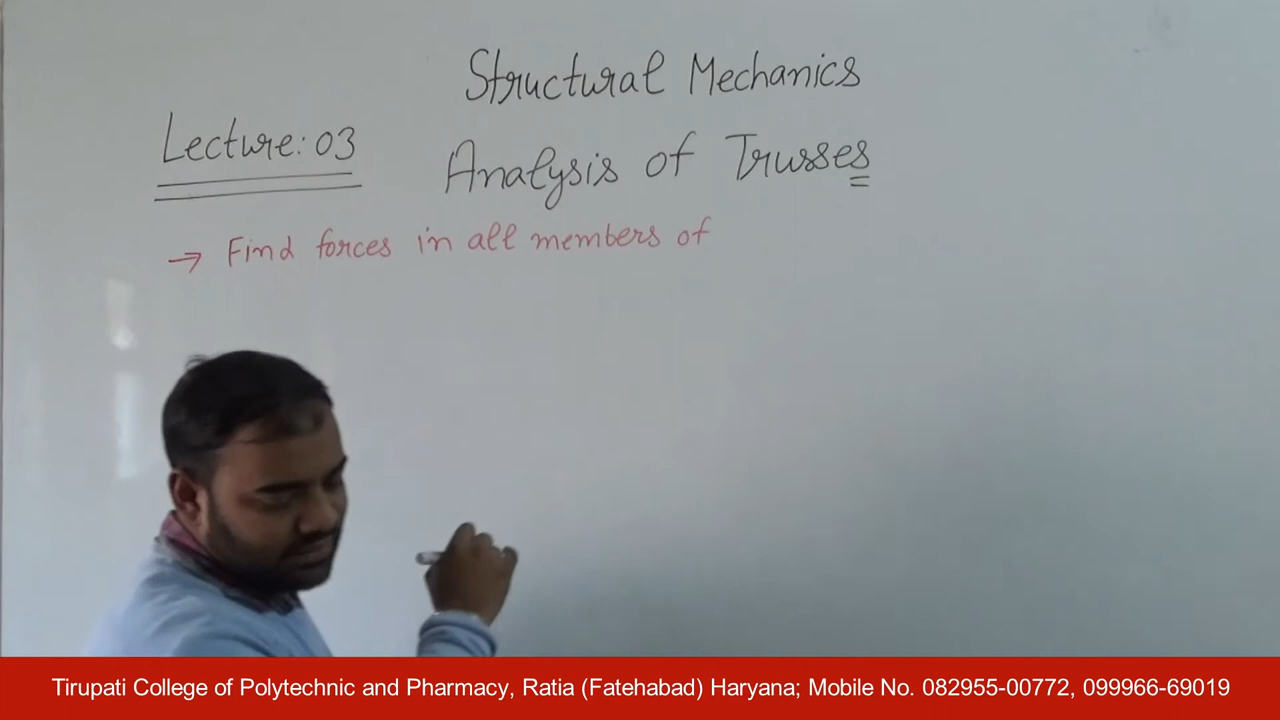 Structural Mechanics
Lecture: 03
Analysis of Trusses
→ Find forces in all members of
Tirupati College of Polytechnic and Pharmacy, Ratia (Fatehabad) Haryana; Mobile No. 082955-00772, 099966-69019